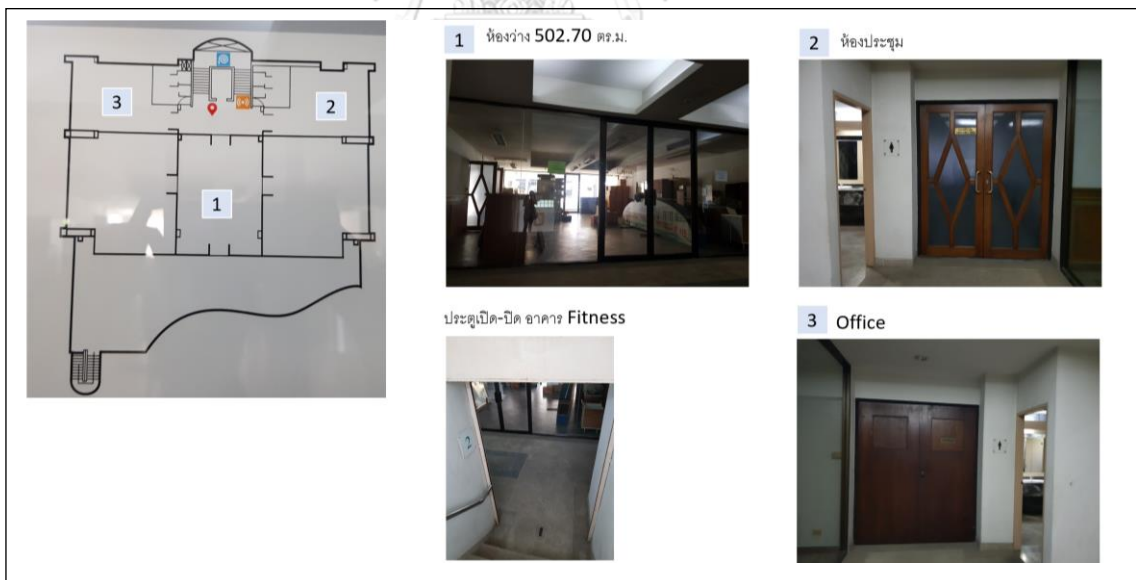 3
2
1
1 ห้องว่าง 502.70 ตร.ม.
2 ห้องประชุม
ประตูเปิด-ปิด อาคาร Fitness
2
3 Office